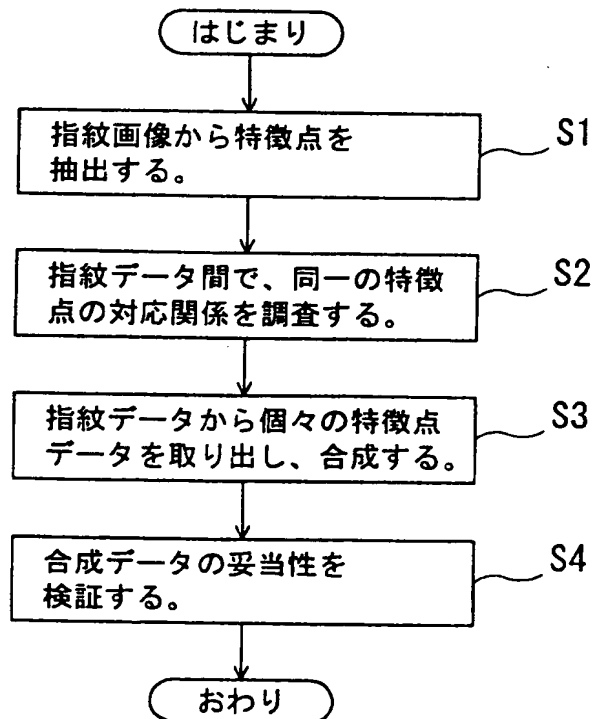 はじまり
指紋画像から特徴点を
抽出する。
S1
指紋データ間で、同一の特徴
点の対応関係を調査する。
S2
指紋データから個々の特徴点
データを取り出し、合成する。
S3
合成データの妥当性を
検証する。
S4
おわり